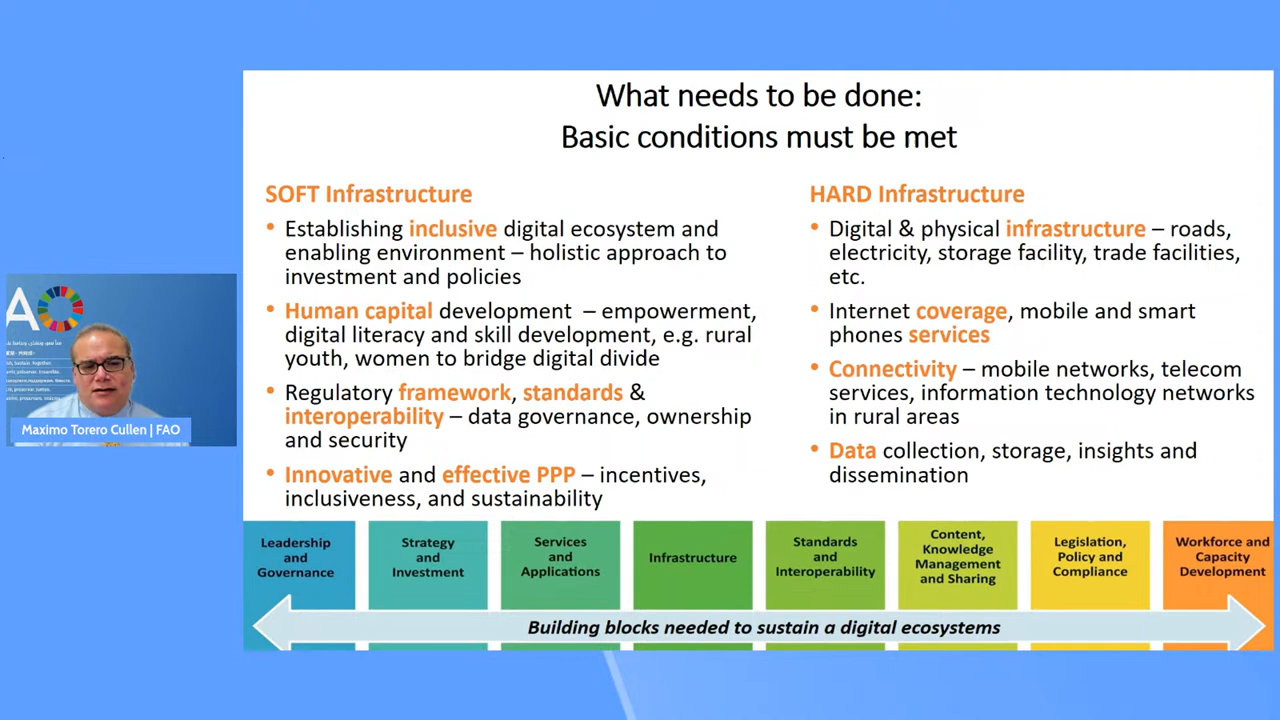 What needs to be done:
Basic conditions must be met
SOFT Infrastructure
• Establishing inclusive digital ecosystem and
enabling environment – holistic approach to
investment and policies
• Human capital development – empowerment,
digital literacy and skill development, e.g. rural
youth, women to bridge digital divide
• Regulatory framework, standards &
interoperability – data governance, ownership
and security
• Innovative and effective PPP – incentives,
inclusiveness, and sustainability
HARD Infrastructure
• Digital & physical infrastructure – roads,
electricity, storage facility, trade facilities,
etc.
• Internet coverage, mobile and smart
phones services
• Connectivity – mobile networks, telecom
services, information technology networks
in rural areas
• Data collection, storage, insights and
dissemination
Leadership
and
Governance
Strategy
and
Investment
Services
and
Applications
Infrastructure
Standards
and
Interoperability
Content,
Knowledge
Management
and Sharing
Legislation,
Policy and
Compliance
Workforce and
Capacity
Development
Building blocks needed to sustain a digital ecosystems
Maximo Torero Cullen | FAO